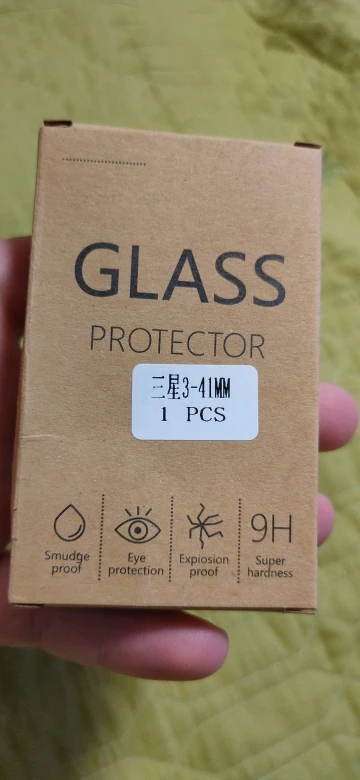 GLASS
PROTECTOR
三星3-41MM
1 PCS
Smudge
proof
Eye
protection
Explosion
proof
9H
Super
hardness